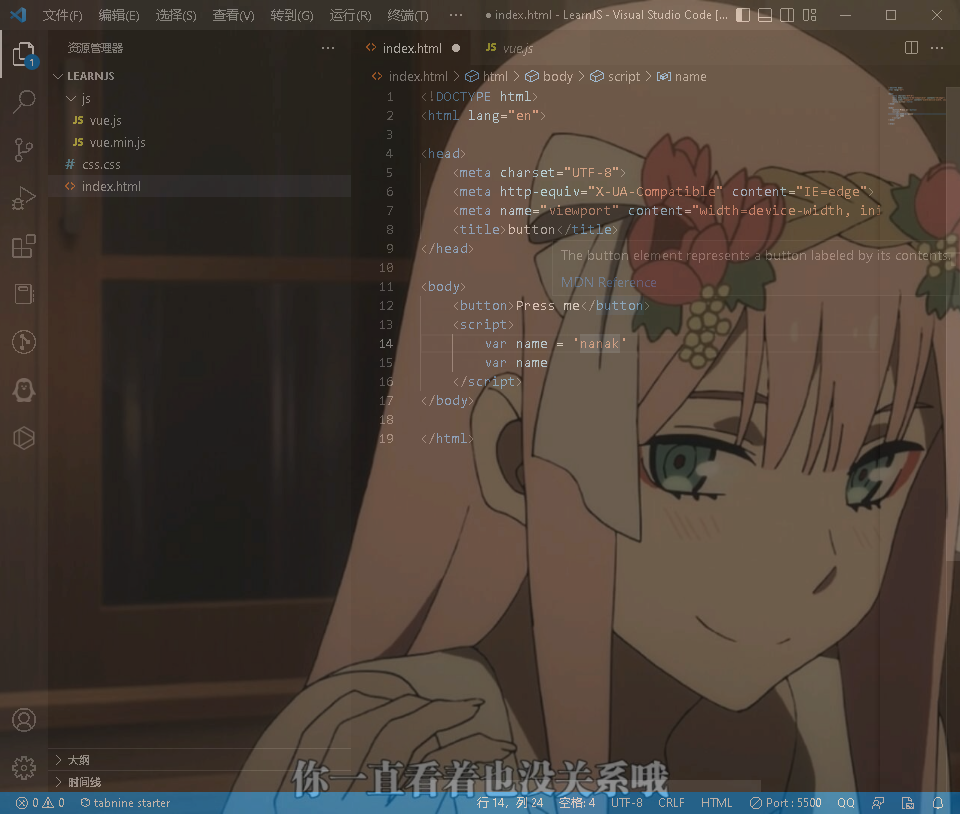 文件(F) 编辑(E) 选择(S) 查看(V) 转到(G) 运行(R) 终端(T) ··· ● index.html - LearnJS - Visual Studio Code [...
资源管理器 ···
1
LEARNJS
js
JS vue.js
JS vue.min.js
# css.css
<> index.html
大纲
时间线
<> index.html ● JS vue.js ···
<> index.html > html > body > script > name
1 <!DOCTYPE html>
2 <html lang="en">
3
4 <head>
5 <meta charset="UTF-8">
6 <meta http-equiv="X-UA-Compatible" content="IE=edge">
7 <meta name="viewport" content="width=device-width, in
8 <title>button</title>
9 </head>
10
11 <body>
12 <button>Press me</button>
13 <script>
14 var name = 'nanak'
15 var name
16 </script>
17 </body>
18
19 </html>
The button element represents a button labeled by its contents.
MDN Reference
你一直看着也没关系哦
0 0 tabnine starter 行 14，列 24 空格: 4 UTF-8 CRLF HTML Port : 5500 QQ